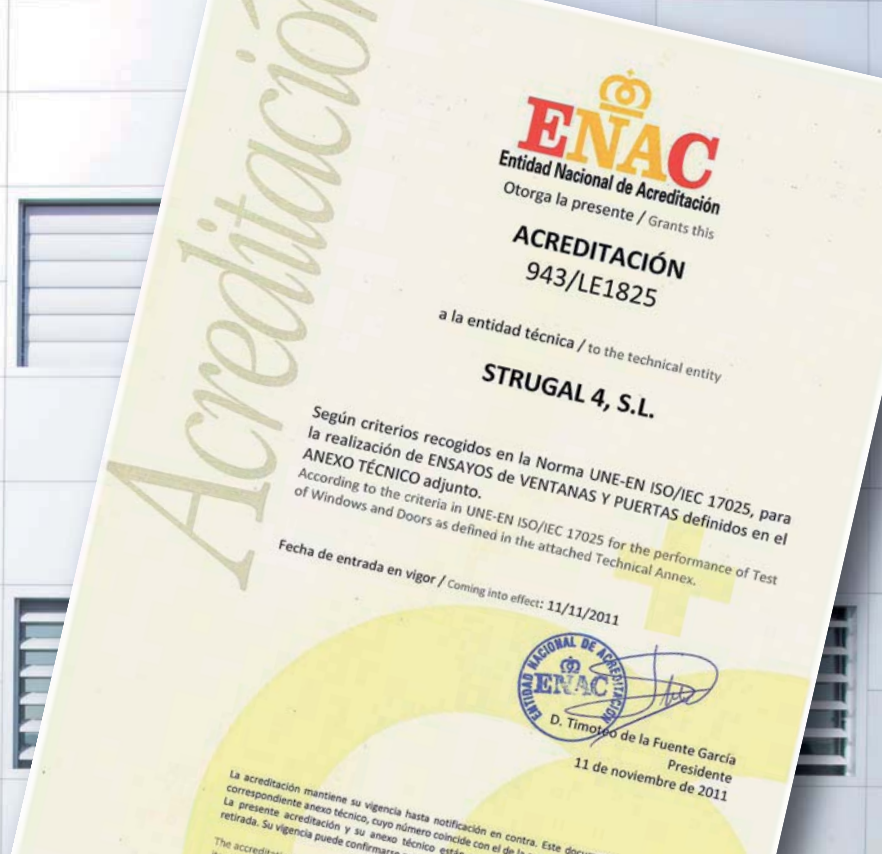 Acreditación
ENAC
Entidad Nacional de Acreditación
Otorga la presente / Grants this
ACREDITACIÓN
943/LE1825
a la entidad técnica / to the technical entity
STRUGAL 4, S.L.
Según criterios recogidos en la Norma UNE-EN ISO/IEC 17025, para
la realización de ENSAYOS de VENTANAS Y PUERTAS definidos en el
ANEXO TÉCNICO adjunto.
According to the criteria in UNE-EN ISO/IEC 17025 for the performance of Test
of Windows and Doors as defined in the attached Technical Annex.
Fecha de entrada en vigor / Coming into effect: 11/11/2011
ENTIDAD NACIONAL DE ACREDITACIÓN
ENAC
D. Timoteo de la Fuente García
Presidente
11 de noviembre de 2011
La acreditación mantiene su vigencia hasta notificación en contra. Este
correspondiente anexo técnico, cuyo número coincide con el de la
La presente acreditación y su anexo técnico están
retirada. Su vigencia puede confirmarse
The